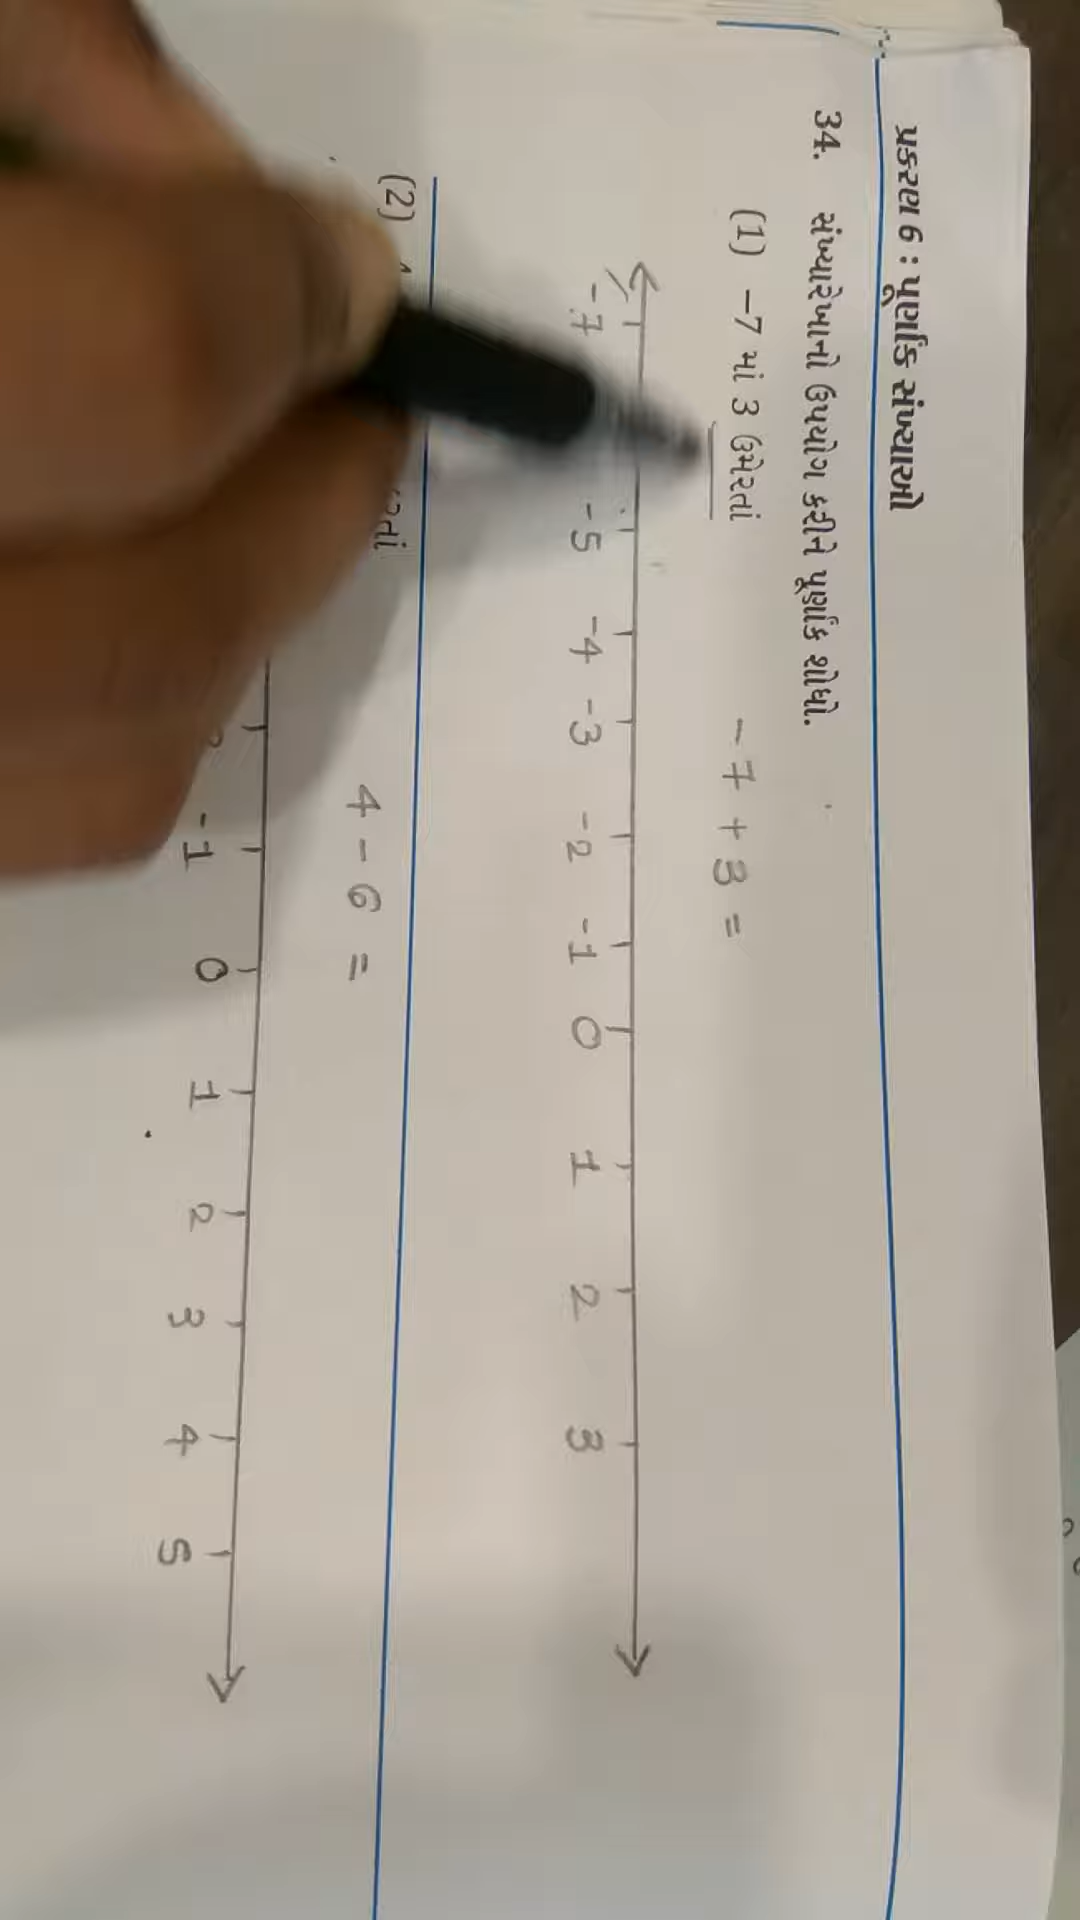 પ્રકરણ 6 : પૂર્ણાંક સંખ્યાઓ
34. સંખ્યારેખાનો ઉપયોગ કરીને પૂર્ણાંક શોધો.
(1) -7 માં 3 ઉમેરતાં - 7 + 3 =
-7 -5 -4 -3 -2 -1 0 1 2 3
(2) 4 - 6 =
-1 0 1 2 3 4 5